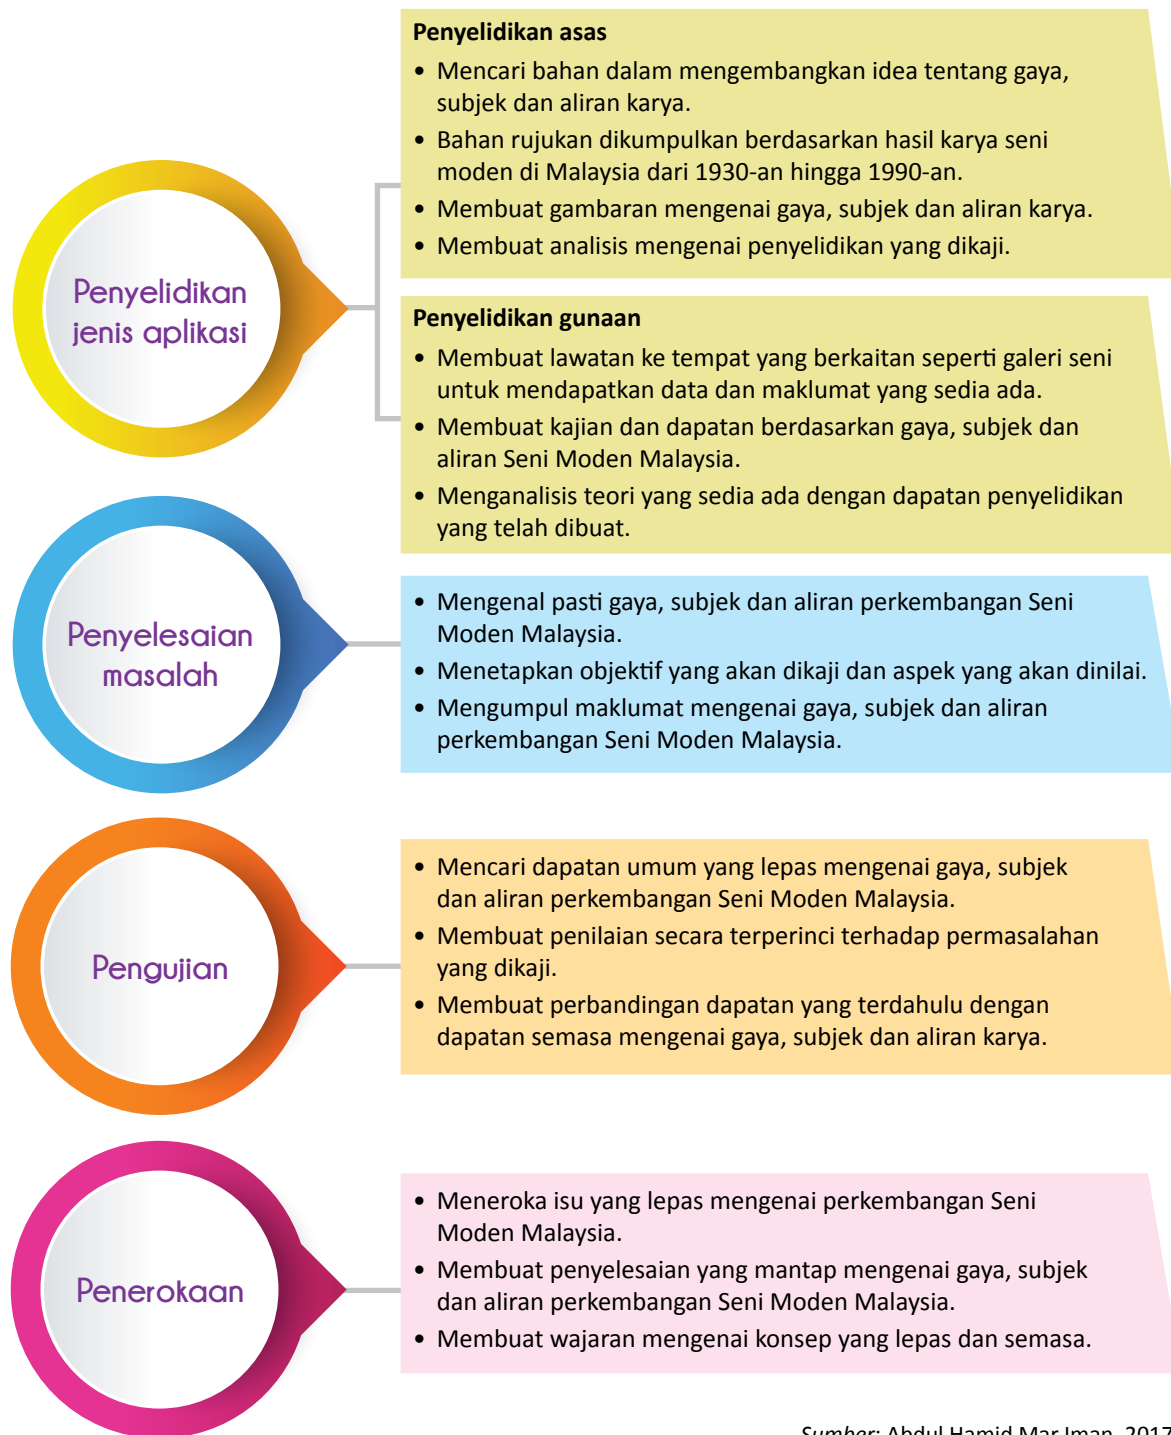 Penyelidikan
jenis aplikasi
Penyelidikan asas
• Mencari bahan dalam mengembangkan idea tentang gaya,
subjek dan aliran karya.
• Bahan rujukan dikumpulkan berdasarkan hasil karya seni
moden di Malaysia dari 1930-an hingga 1990-an.
• Membuat gambaran mengenai gaya, subjek dan aliran karya.
• Membuat analisis mengenai penyelidikan yang dikaji.
Penyelidikan gunaan
• Membuat lawatan ke tempat yang berkaitan seperti galeri seni
untuk mendapatkan data dan maklumat yang sedia ada.
• Membuat kajian dan dapatan berdasarkan gaya, subjek dan
aliran Seni Moden Malaysia.
• Menganalisis teori yang sedia ada dengan dapatan penyelidikan
yang telah dibuat.
Penyelesaian
masalah
• Mengenal pasti gaya, subjek dan aliran perkembangan Seni
Moden Malaysia.
• Menetapkan objektif yang akan dikaji dan aspek yang akan dinilai.
• Mengumpul maklumat mengenai gaya, subjek dan aliran
perkembangan Seni Moden Malaysia.
Pengujian
• Mencari dapatan umum yang lepas mengenai gaya, subjek
dan aliran perkembangan Seni Moden Malaysia.
• Membuat penilaian secara terperinci terhadap permasalahan
yang dikaji.
• Membuat perbandingan dapatan yang terdahulu dengan
dapatan semasa mengenai gaya, subjek dan aliran karya.
Penerokaan
• Meneroka isu yang lepas mengenai perkembangan Seni
Moden Malaysia.
• Membuat penyelesaian yang mantap mengenai gaya, subjek
dan aliran perkembangan Seni Moden Malaysia.
• Membuat wajaran mengenai konsep yang lepas dan semasa.
Sumber: Abdul Hamid Mar Iman, 2017